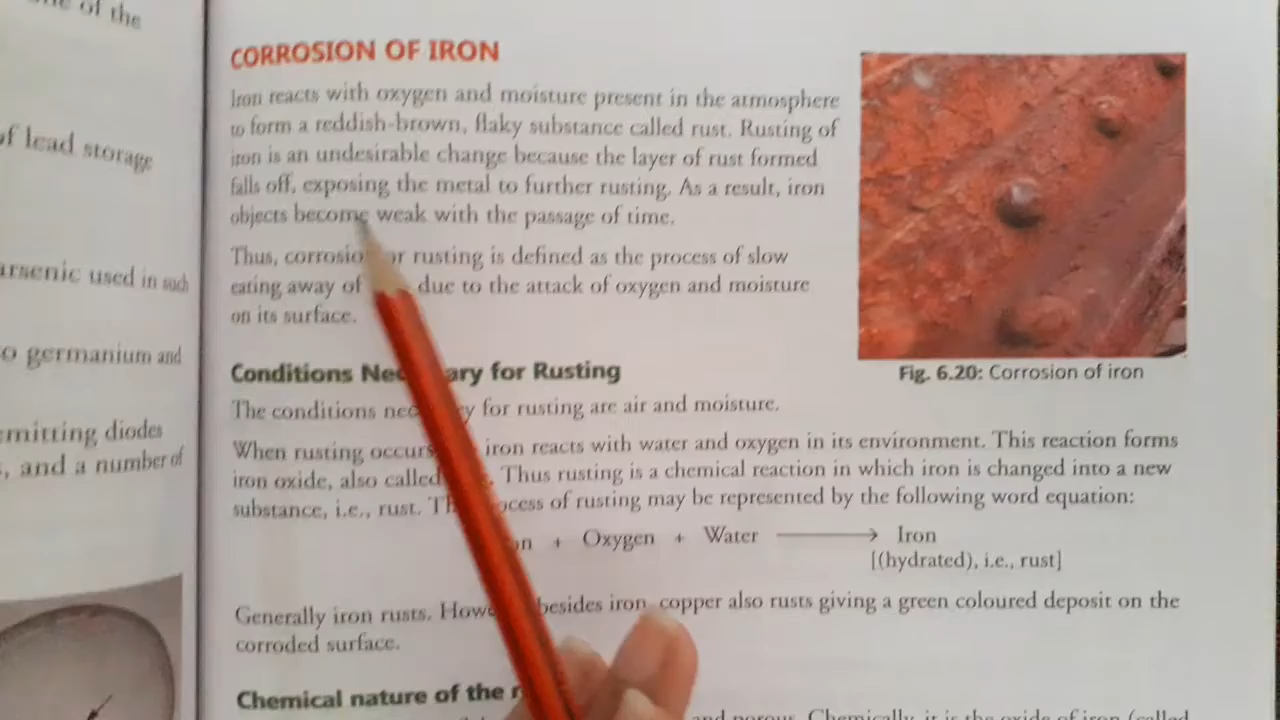 of the
of lead storage
arsenic used in such
o germanium and
emitting diodes
, and a number of
CORROSION OF IRON
Iron reacts with oxygen and moisture present in the atmosphere
to form a reddish-brown, flaky substance called rust. Rusting of
iron is an undesirable change because the layer of rust formed
falls off, exposing the metal to further rusting. As a result, iron
objects become weak with the passage of time.
Thus, corrosion or rusting is defined as the process of slow
eating away of due to the attack of oxygen and moisture
on its surface.
Fig. 6.20: Corrosion of iron
Conditions Necessary for Rusting
The conditions necessary for rusting are air and moisture.
When rusting occurs, iron reacts with water and oxygen in its environment. This reaction forms
iron oxide, also called . Thus rusting is a chemical reaction in which iron is changed into a new
substance, i.e., rust. The process of rusting may be represented by the following word equation:
on + Oxygen + Water ⟶ Iron
[(hydrated), i.e., rust]
Generally iron rusts. However besides iron, copper also rusts giving a green coloured deposit on the
corroded surface.
Chemical nature of the
and porous. Chemically, it is the oxide of iron (called